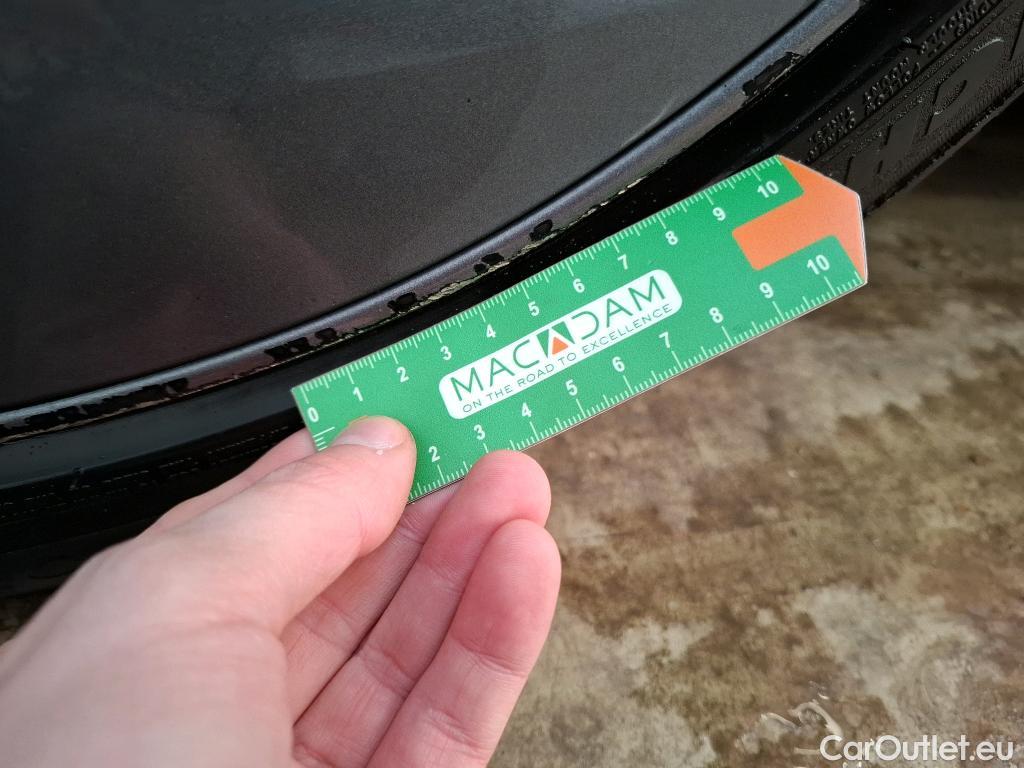 0 1 2 3 4 5 6 7 8 9 10
MACADAM
ON THE ROAD TO EXCELLENCE
2 3 4 5 6 7 8 9 10
CarOutlet.eu